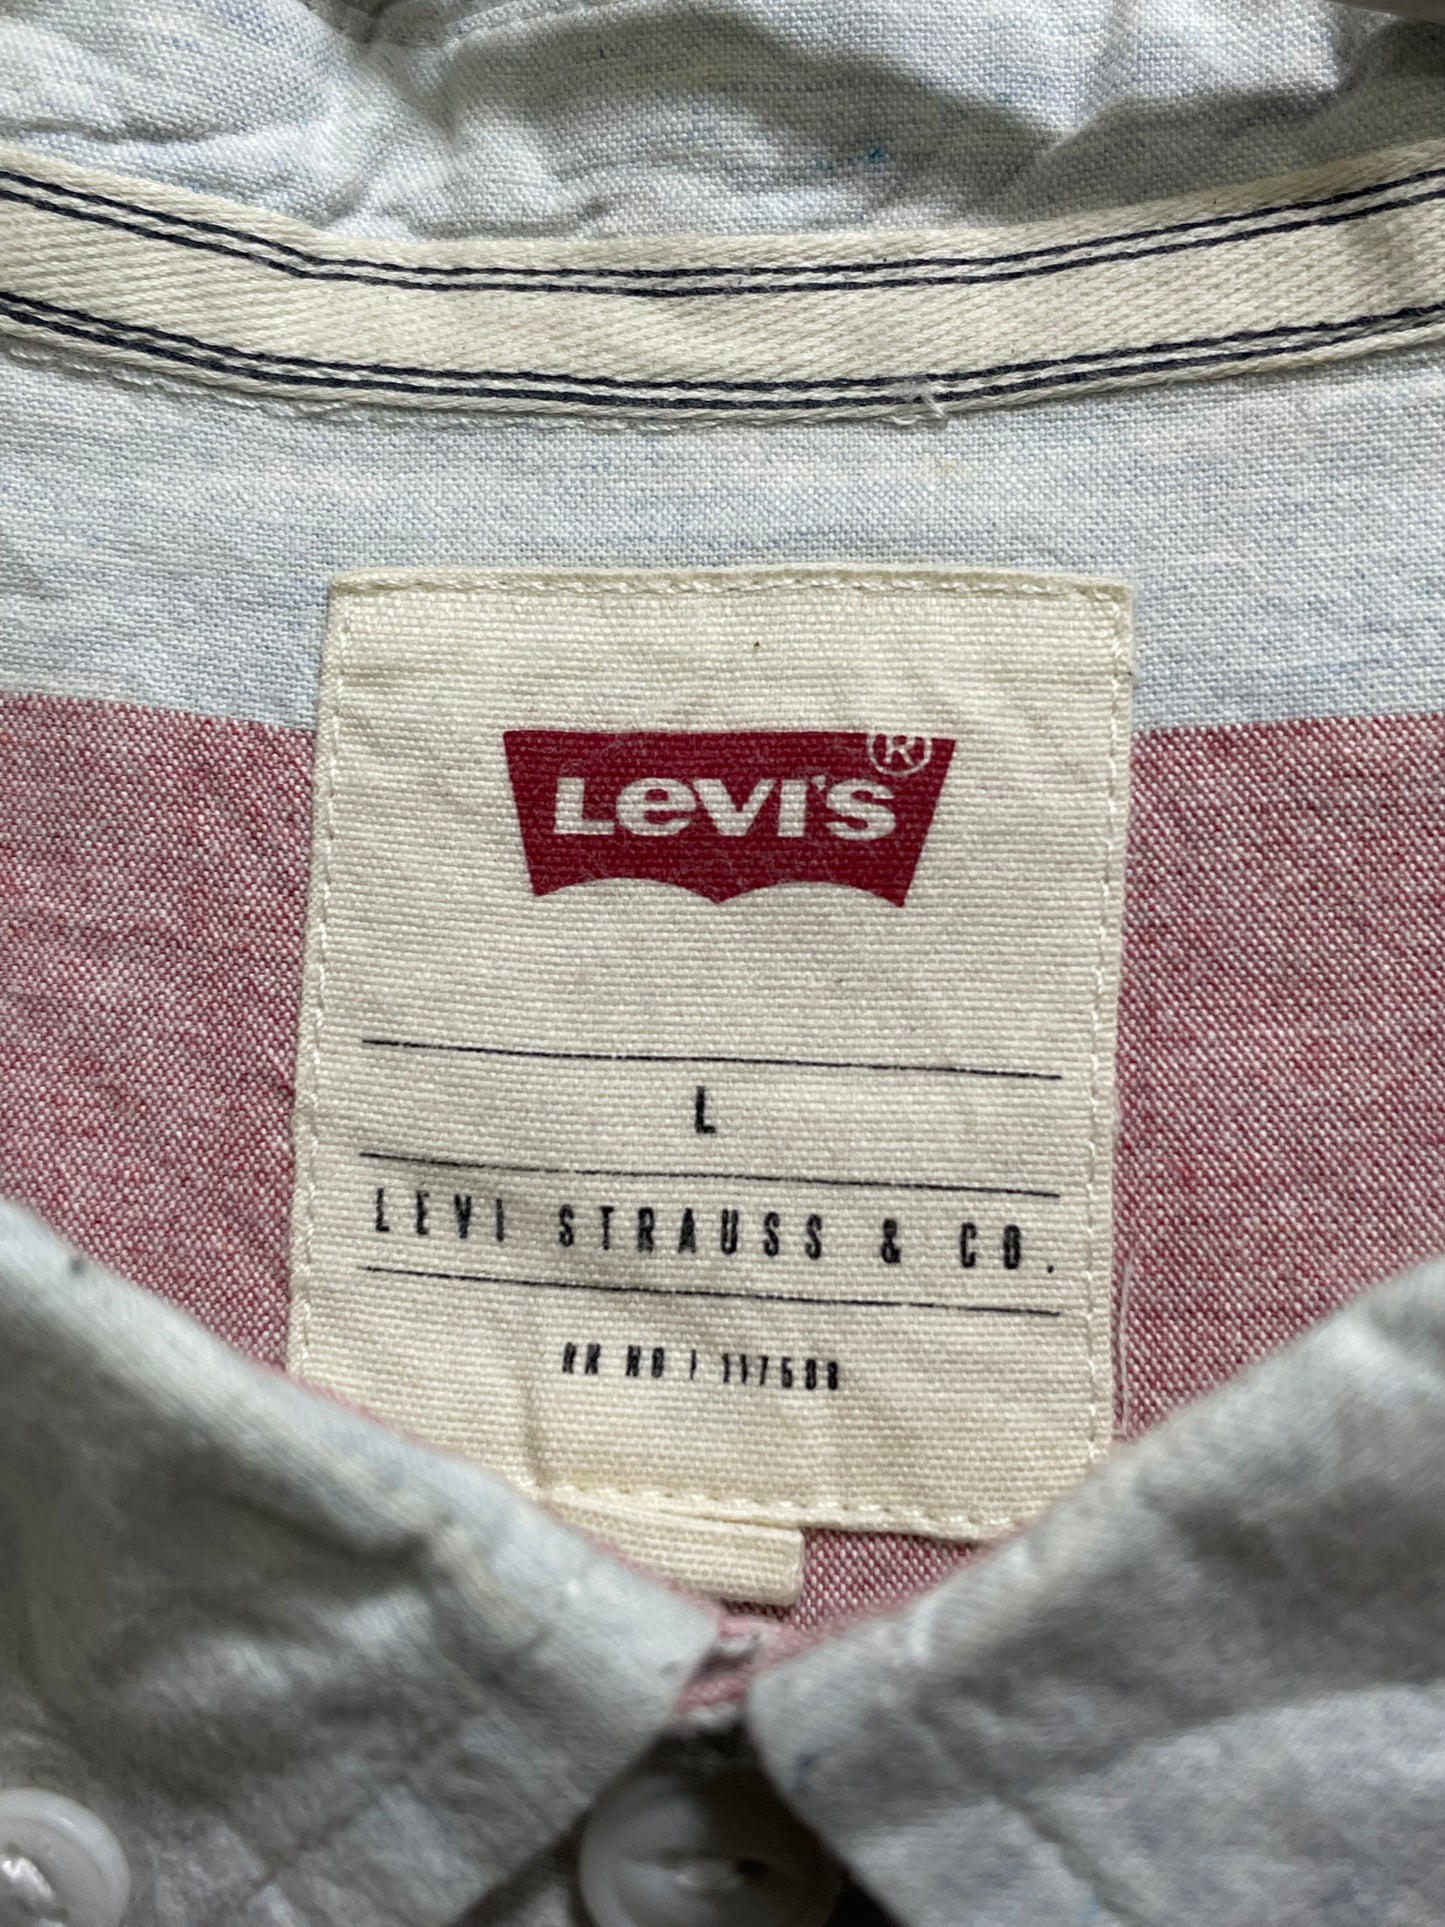 Levi's ®
L
LEVI STRAUSS & CO.